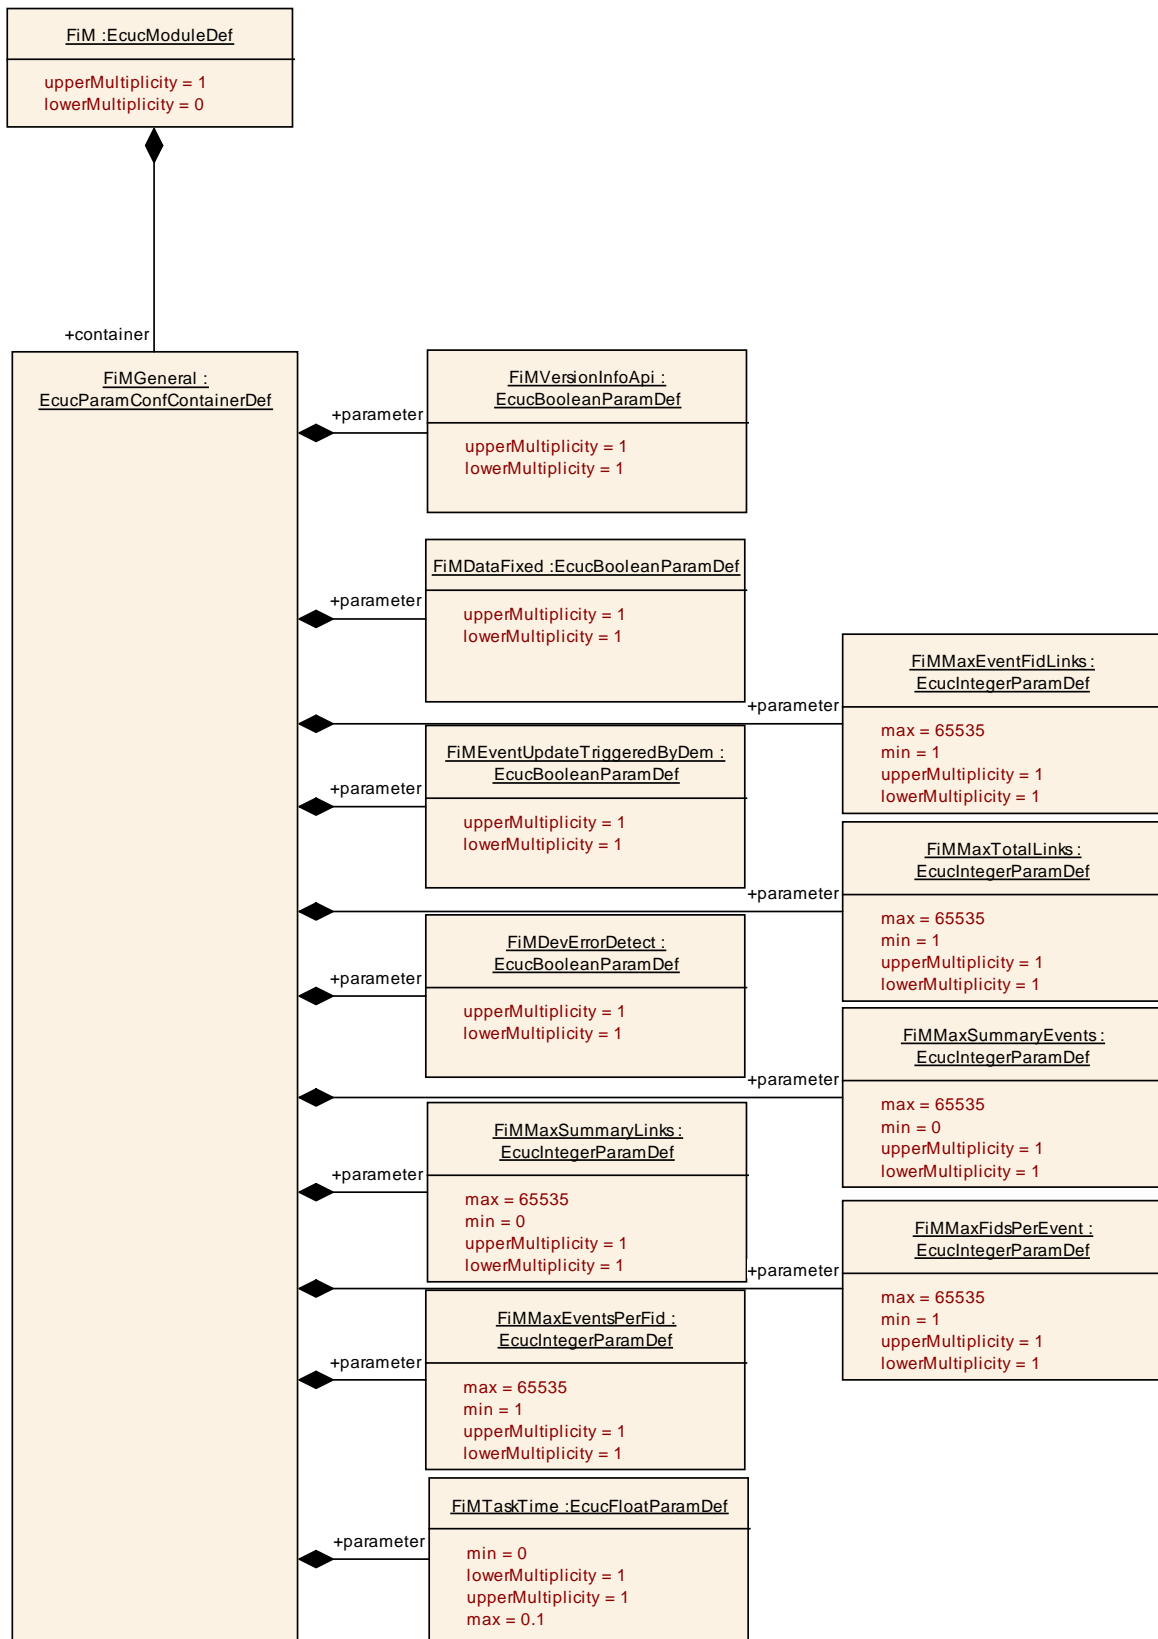 FiM :EcucModuleDef
upperMultiplicity = 1
lowerMultiplicity = 0
+container
FiMGeneral :
EcucParamConfContainerDef
+parameter
FiMVersionInfoApi :
EcucBooleanParamDef
upperMultiplicity = 1
lowerMultiplicity = 1
+parameter
FiMDataFixed :EcucBooleanParamDef
upperMultiplicity = 1
lowerMultiplicity = 1
+parameter
FiMMaxEventFidLinks :
EcucIntegerParamDef
max = 65535
min = 1
upperMultiplicity = 1
lowerMultiplicity = 1
+parameter
FiMEventUpdateTriggeredByDem :
EcucBooleanParamDef
upperMultiplicity = 1
lowerMultiplicity = 1
+parameter
FiMMaxTotalLinks :
EcucIntegerParamDef
max = 65535
min = 1
upperMultiplicity = 1
lowerMultiplicity = 1
+parameter
FiMDevErrorDetect :
EcucBooleanParamDef
upperMultiplicity = 1
lowerMultiplicity = 1
+parameter
FiMMaxSummaryEvents :
EcucIntegerParamDef
max = 65535
min = 0
upperMultiplicity = 1
lowerMultiplicity = 1
+parameter
FiMMaxSummaryLinks :
EcucIntegerParamDef
max = 65535
min = 0
upperMultiplicity = 1
lowerMultiplicity = 1
+parameter
FiMMaxFidsPerEvent :
EcucIntegerParamDef
max = 65535
min = 1
upperMultiplicity = 1
lowerMultiplicity = 1
+parameter
FiMMaxEventsPerFid :
EcucIntegerParamDef
max = 65535
min = 1
upperMultiplicity = 1
lowerMultiplicity = 1
+parameter
FiMTaskTime :EcucFloatParamDef
min = 0
lowerMultiplicity = 1
upperMultiplicity = 1
max = 0.1